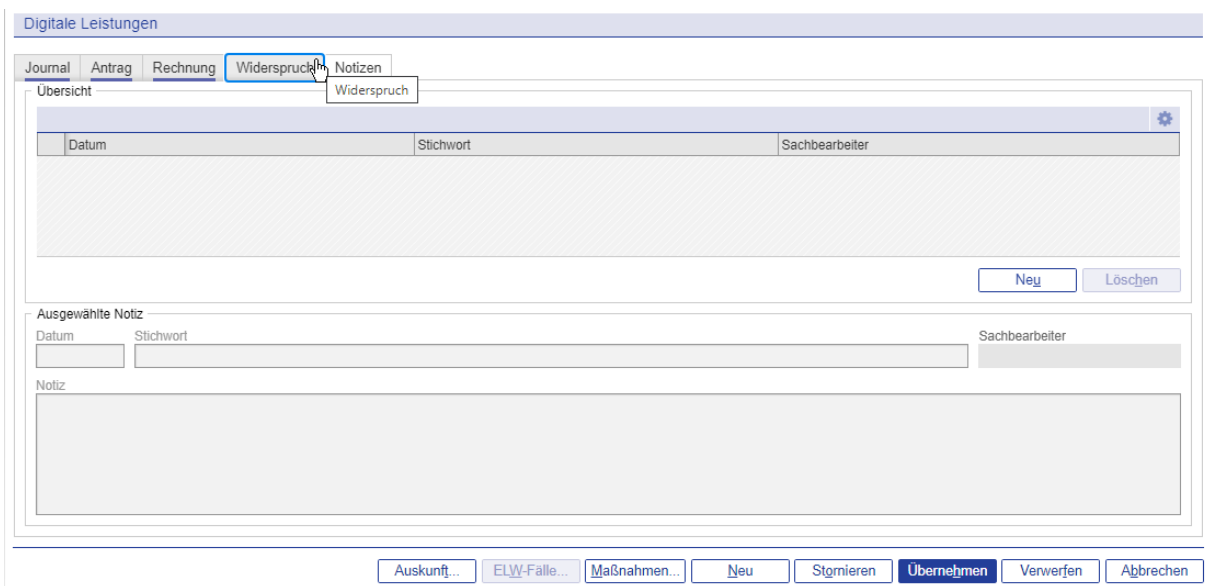 Digitale Leistungen
Journal Antrag Rechnung Widerspruch Notizen
Widerspruch
Übersicht
Datum Stichwort Sachbearbeiter
Neu Löschen
Ausgewählte Notiz
Datum Stichwort Sachbearbeiter
Notiz
Auskunft... ELW-Fälle... Maßnahmen... Neu Stornieren Übernehmen Verwerfen Abbrechen